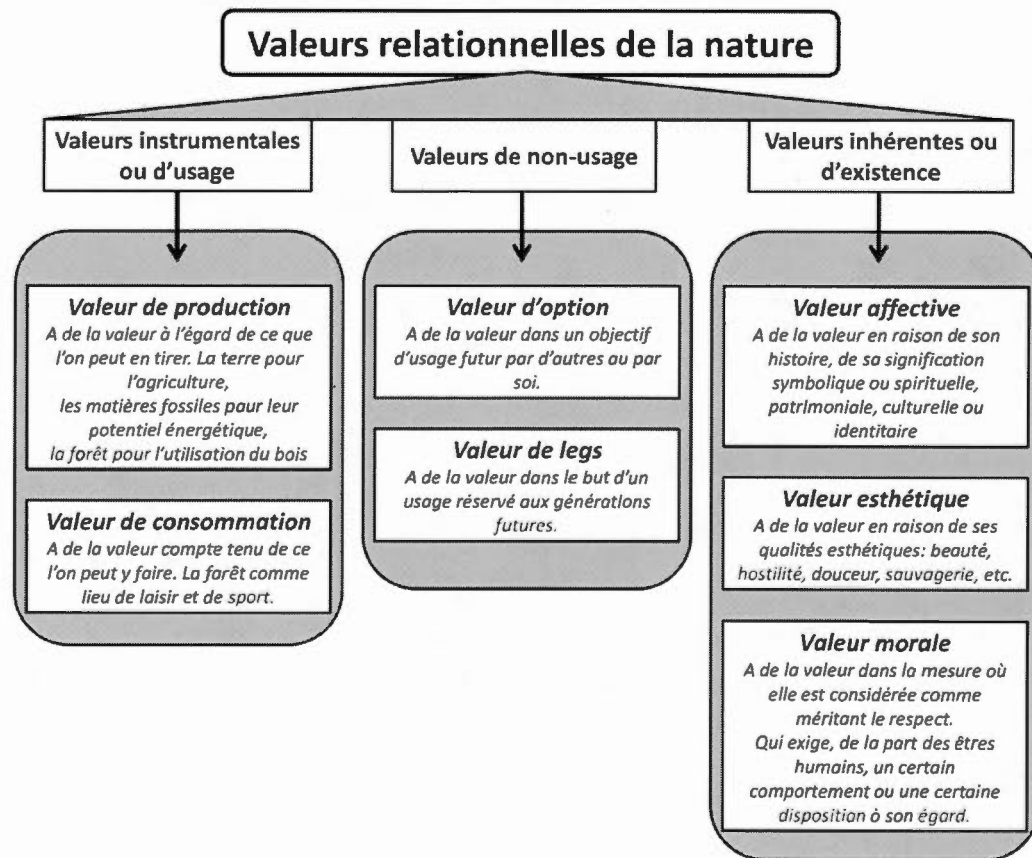 Valeurs relationnelles de la nature
Valeurs instrumentales
ou d'usage
Valeurs de non-usage
Valeurs inhérentes ou
d'existence
Valeur de production
A de la valeur à l'égard de ce que
l'on peut en tirer. La terre pour
l'agriculture,
les matières fossiles pour leur
potentiel énergétique,
la forêt pour l'utilisation du bois
Valeur de consommation
A de la valeur compte tenu de ce
l'on peut y faire. La forêt comme
lieu de loisir et de sport.
Valeur d'option
A de la valeur dans un objectif
d'usage futur par d'autres ou par
soi.
Valeur de legs
A de la valeur dans le but d'un
usage réservé aux générations
futures.
Valeur affective
A de la valeur en raison de son
histoire, de sa signification
symbolique ou spirituelle,
patrimoniale, culturelle ou
identitaire
Valeur esthétique
A de la valeur en raison de ses
qualités esthétiques: beauté,
hostilité, douceur, sauvagerie, etc.
Valeur morale
A de la valeur dans la mesure où
elle est considérée comme
méritant le respect.
Qui exige, de la part des êtres
humains, un certain
comportement ou une certaine
disposition à son égard.